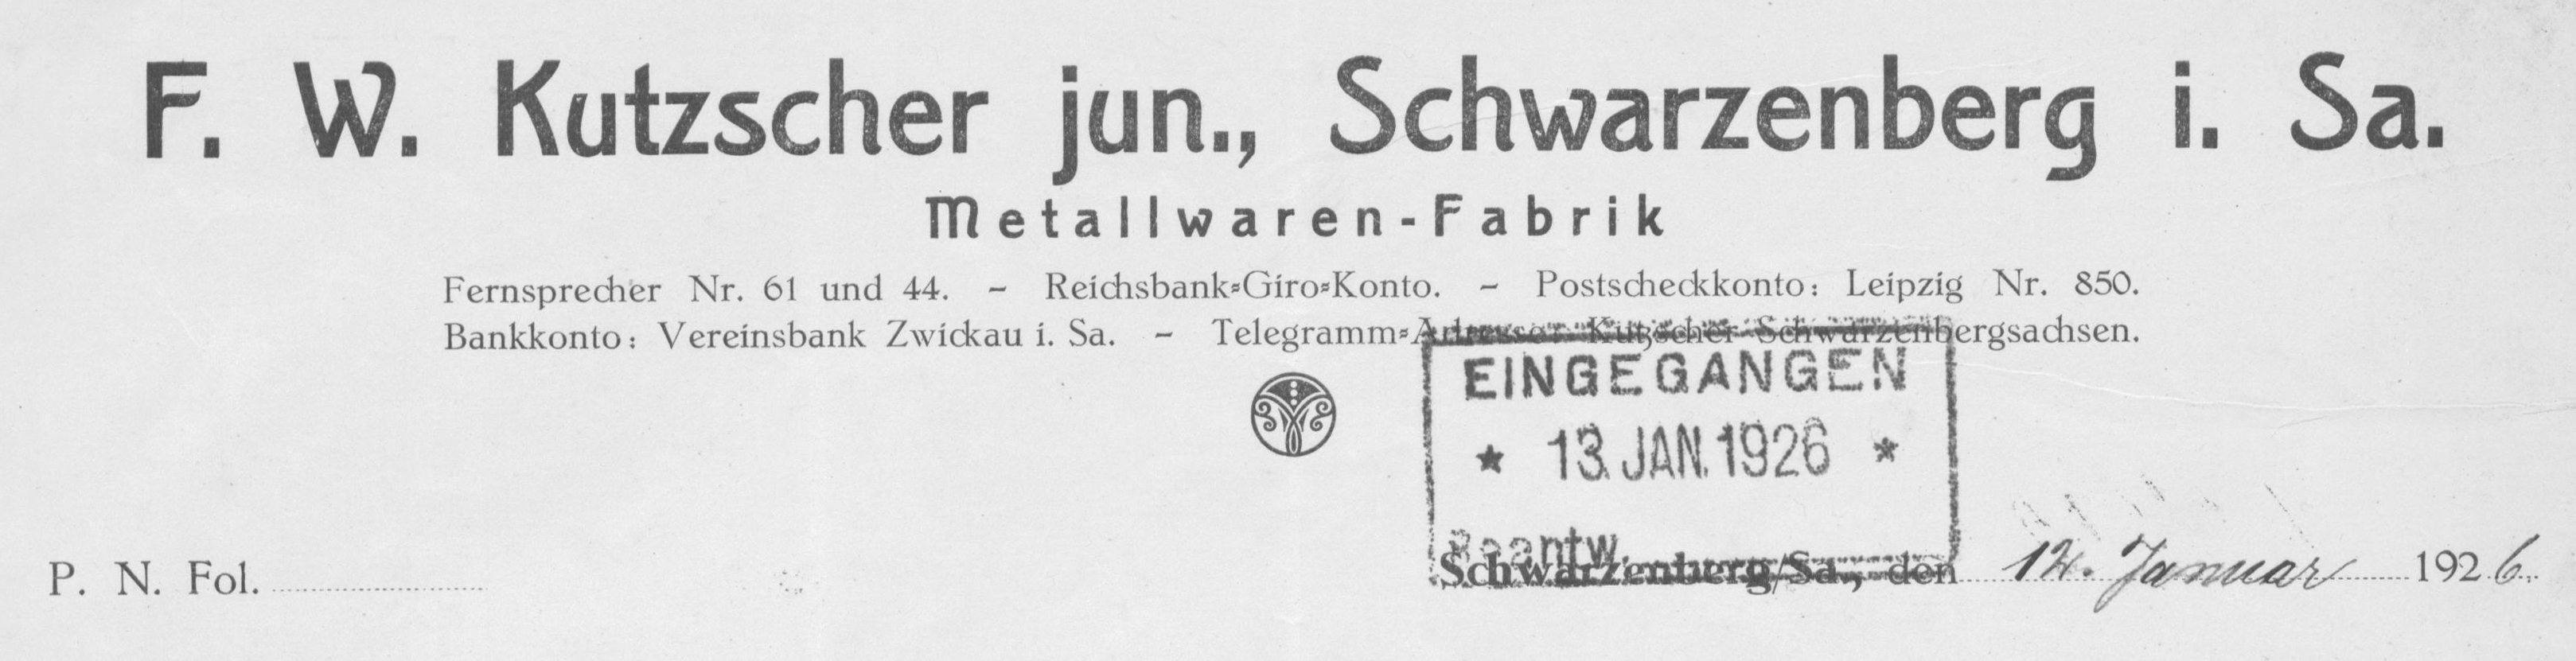 F. W. Kutzscher jun., Schwarzenberg i. Sa.
Metallwaren-Fabrik
Fernsprecher Nr. 61 und 44. – Reichsbank-Giro-Konto. – Postscheckkonto: Leipzig Nr. 850.
Bankkonto: Vereinsbank Zwickau i. Sa. – Telegramm-Adresse: Kutzscher Schwarzenbergsachsen.
EINGEGANGEN
* 13. JAN. 1926 *
Beantw.
P. N. Fol.
Schwarzenberg/Sa., den 12. Januar 1926.